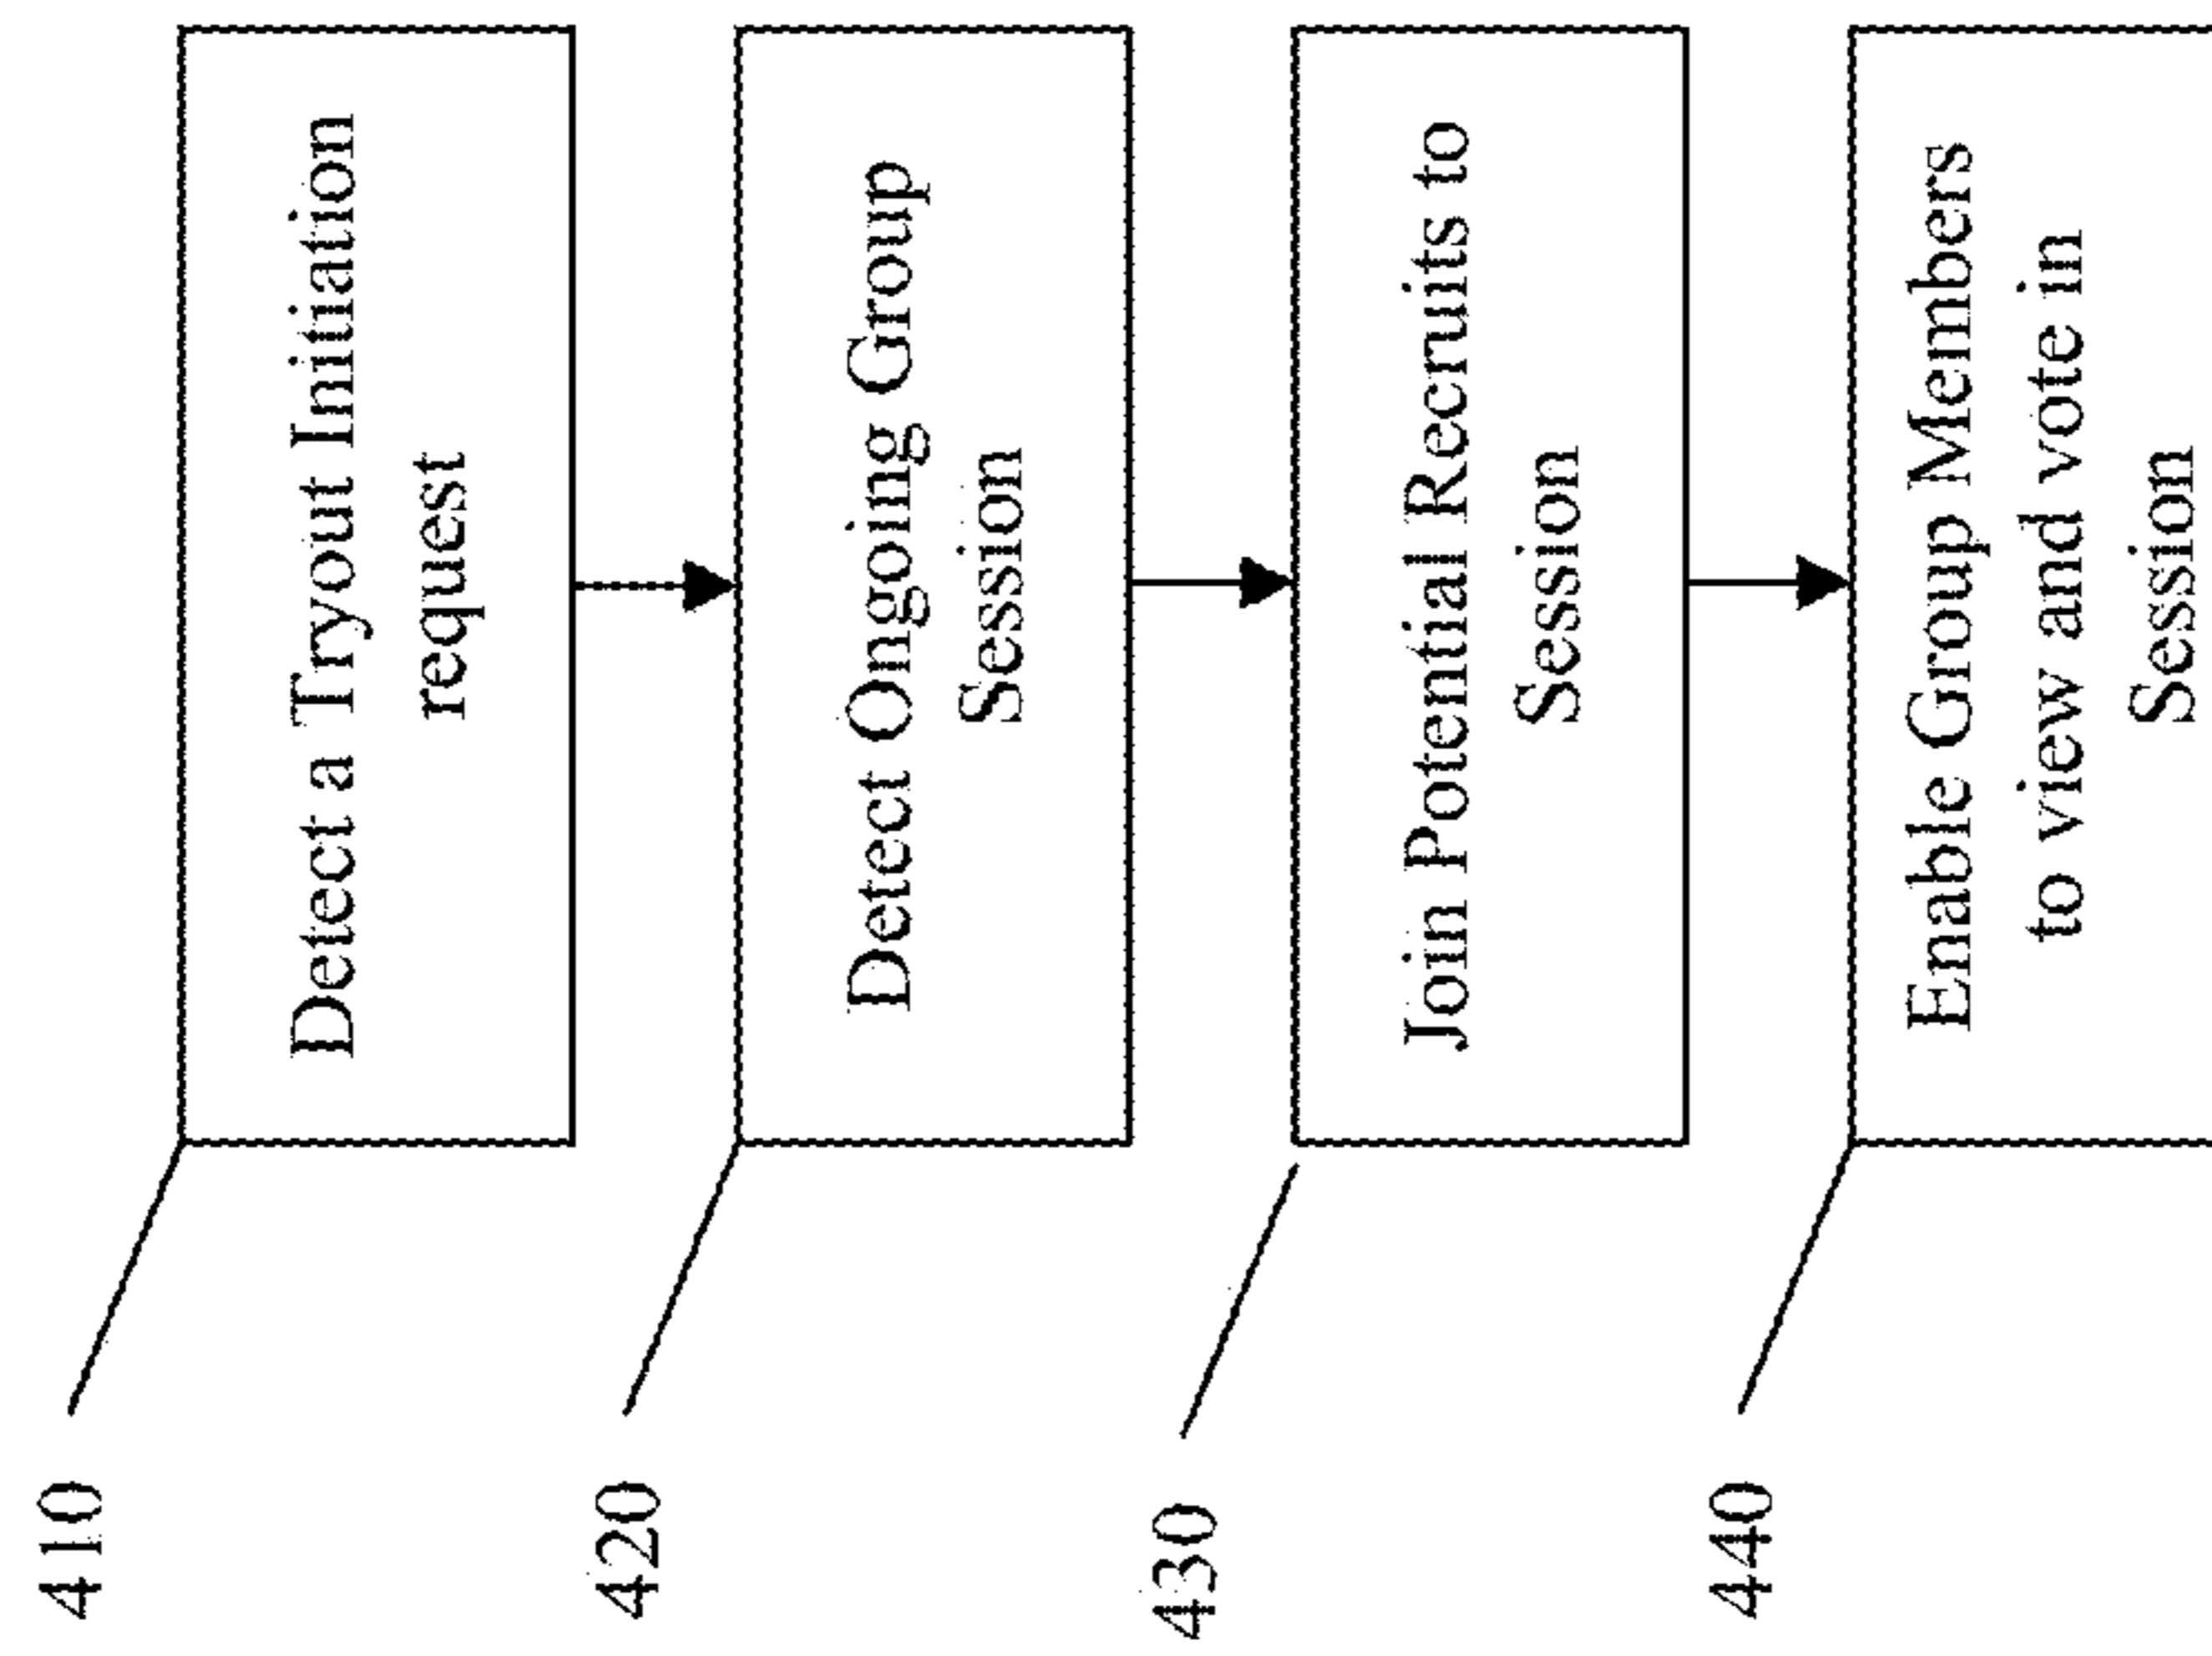 410
Detect a Tryout Initiation
request
420
Detect Ongoing Group
Session
430
Join Potential Recruits to
Session
440
Enable Group Members
to view and vote in
Session